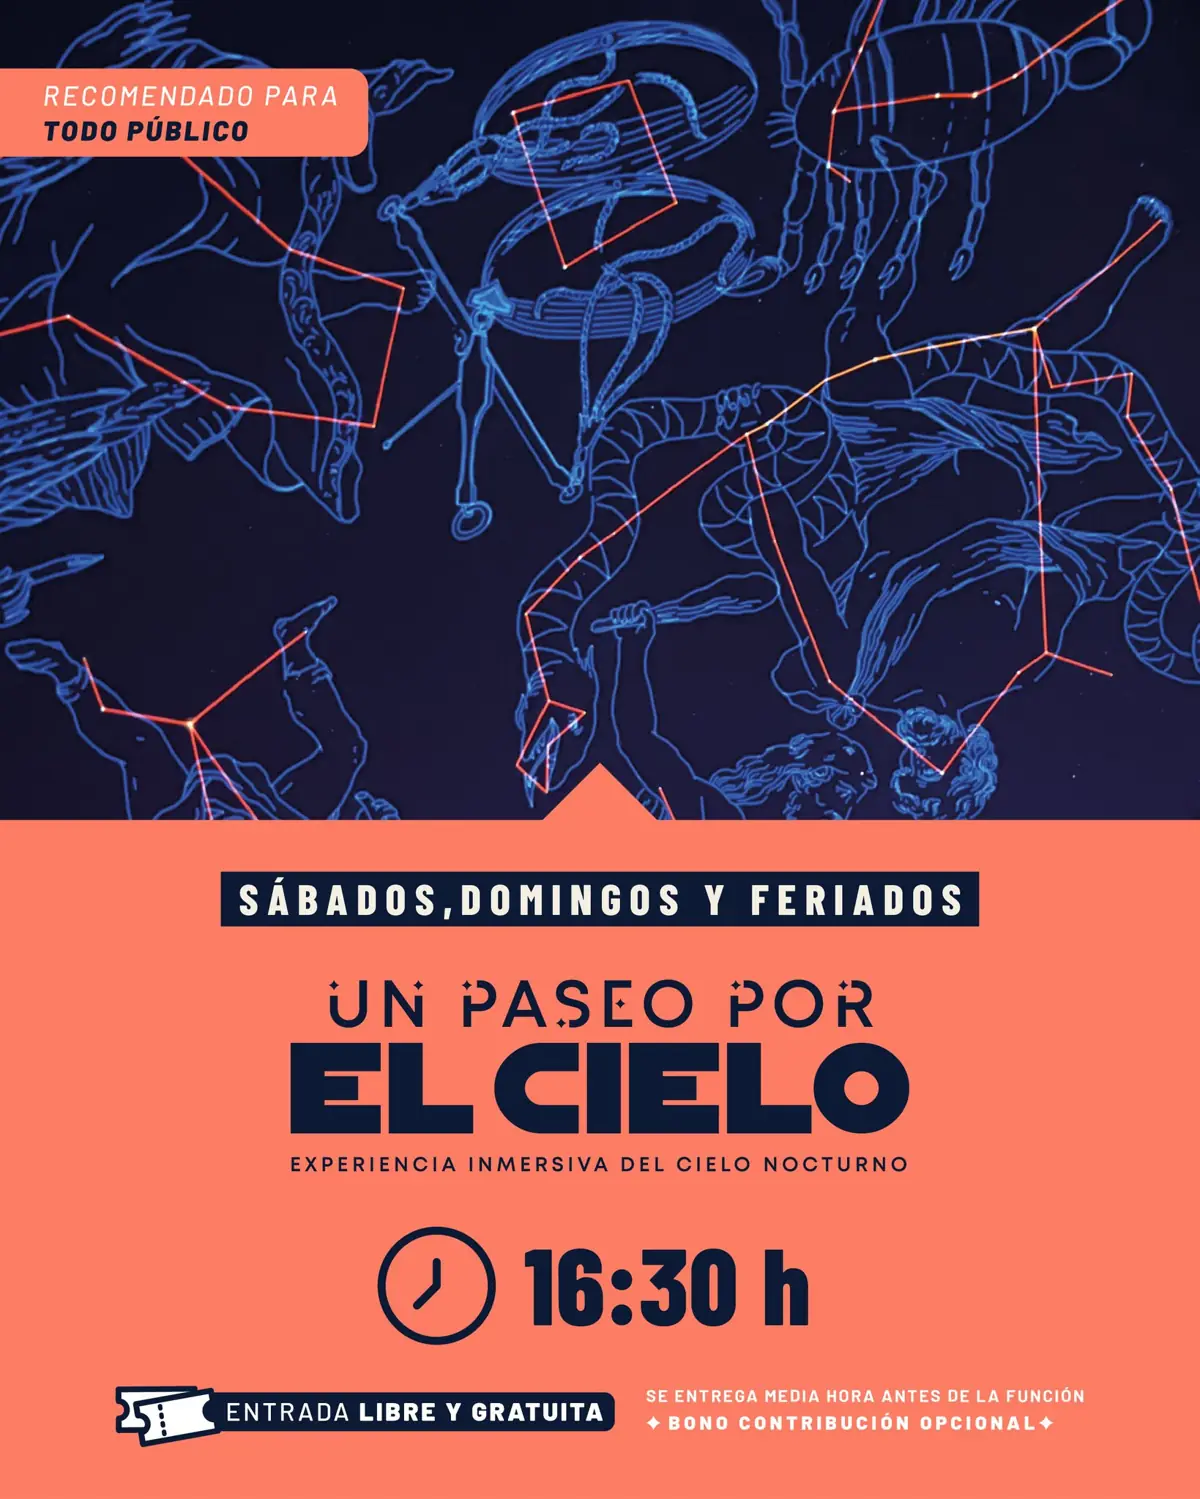 RECOMENDADO PARA
TODO PÚBLICO
SÁBADOS,DOMINGOS Y FERIADOS
UN PASEO POR
EL CIELO
EXPERIENCIA INMERSIVA DEL CIELO NOCTURNO
16:30 h
ENTRADA LIBRE Y GRATUITA
SE ENTREGA MEDIA HORA ANTES DE LA FUNCIÓN
✦BONO CONTRIBUCIÓN OPCIONAL✦